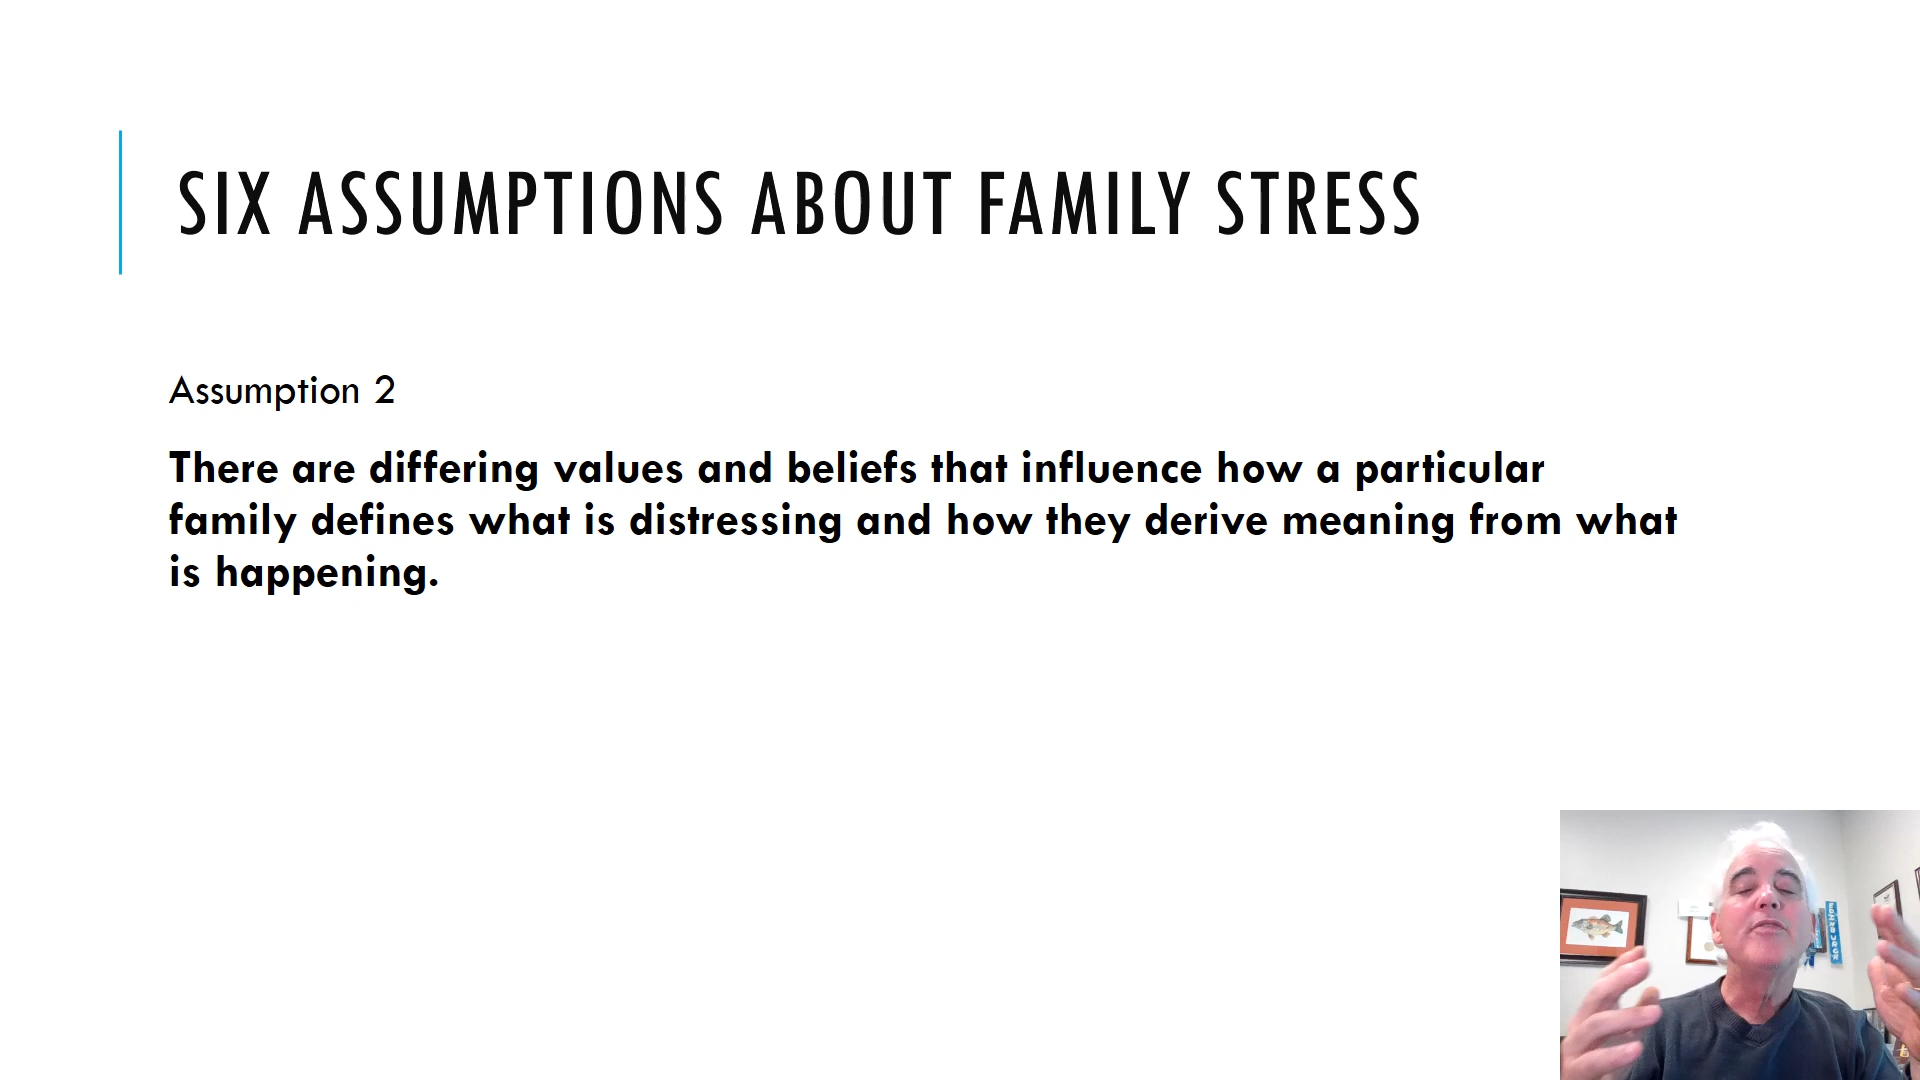 SIX ASSUMPTIONS ABOUT FAMILY STRESS
Assumption 2
There are differing values and beliefs that influence how a particular
family defines what is distressing and how they derive meaning from what
is happening.